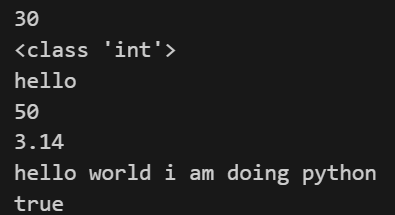 30
<class 'int'>
hello
50
3.14
hello world i am doing python
true